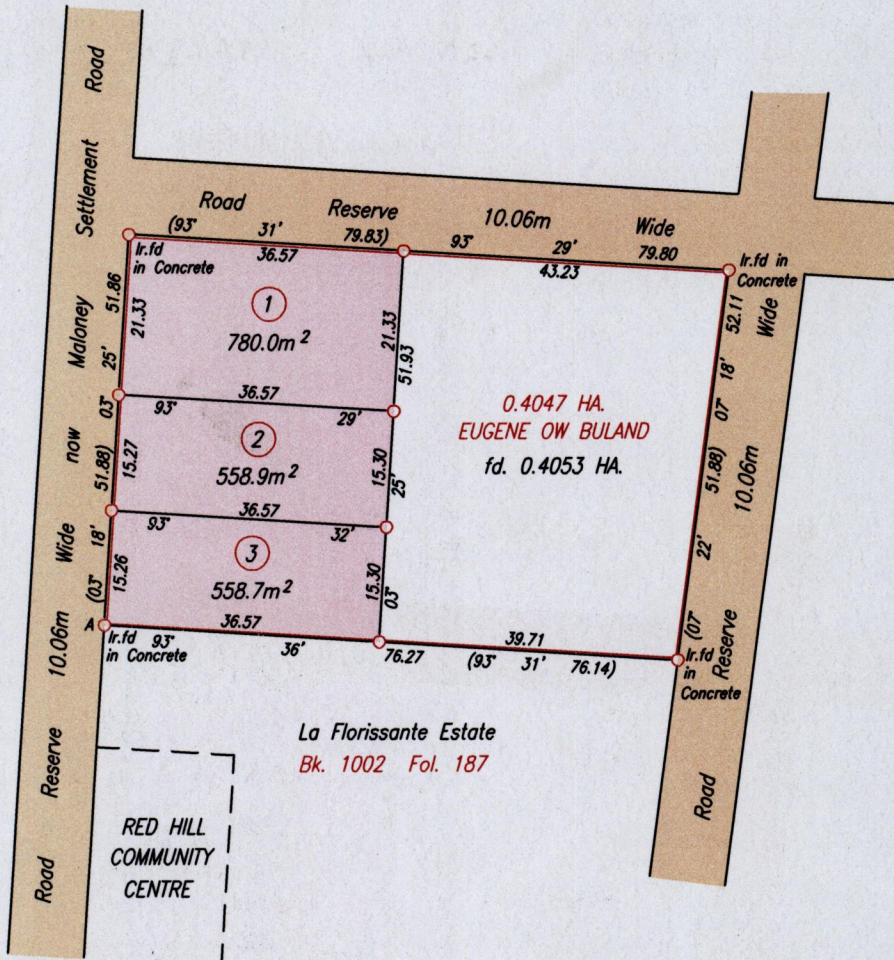 Road Reserve 10.06m Wide now Maloney Settlement Road
Road Reserve 10.06m Wide
(93° 31' 79.83)
36.57
93° 29' 79.80
43.23
Ir.fd
in Concrete
Ir.fd in
Concrete
03° 25' 51.86
(03° 18' 51.88)
21.33
15.27
15.26
1
780.0m²
36.57
93° 29'
2
558.9m²
36.57
93° 32'
3
558.7m²
36.57
93° 36' 76.27
21.33
15.30
15.30
03° 25' 51.93
0.4047 HA.
EUGENE OW BULAND
fd. 0.4053 HA.
07° 18' 52.11
(07° 22' 51.88)
Road Reserve 10.06m Wide
39.71
(93° 31' 76.14)
A
Ir.fd
in Concrete
Ir.fd
in
Concrete
La Florissante Estate
Bk. 1002 Fol. 187
RED HILL
COMMUNITY
CENTRE